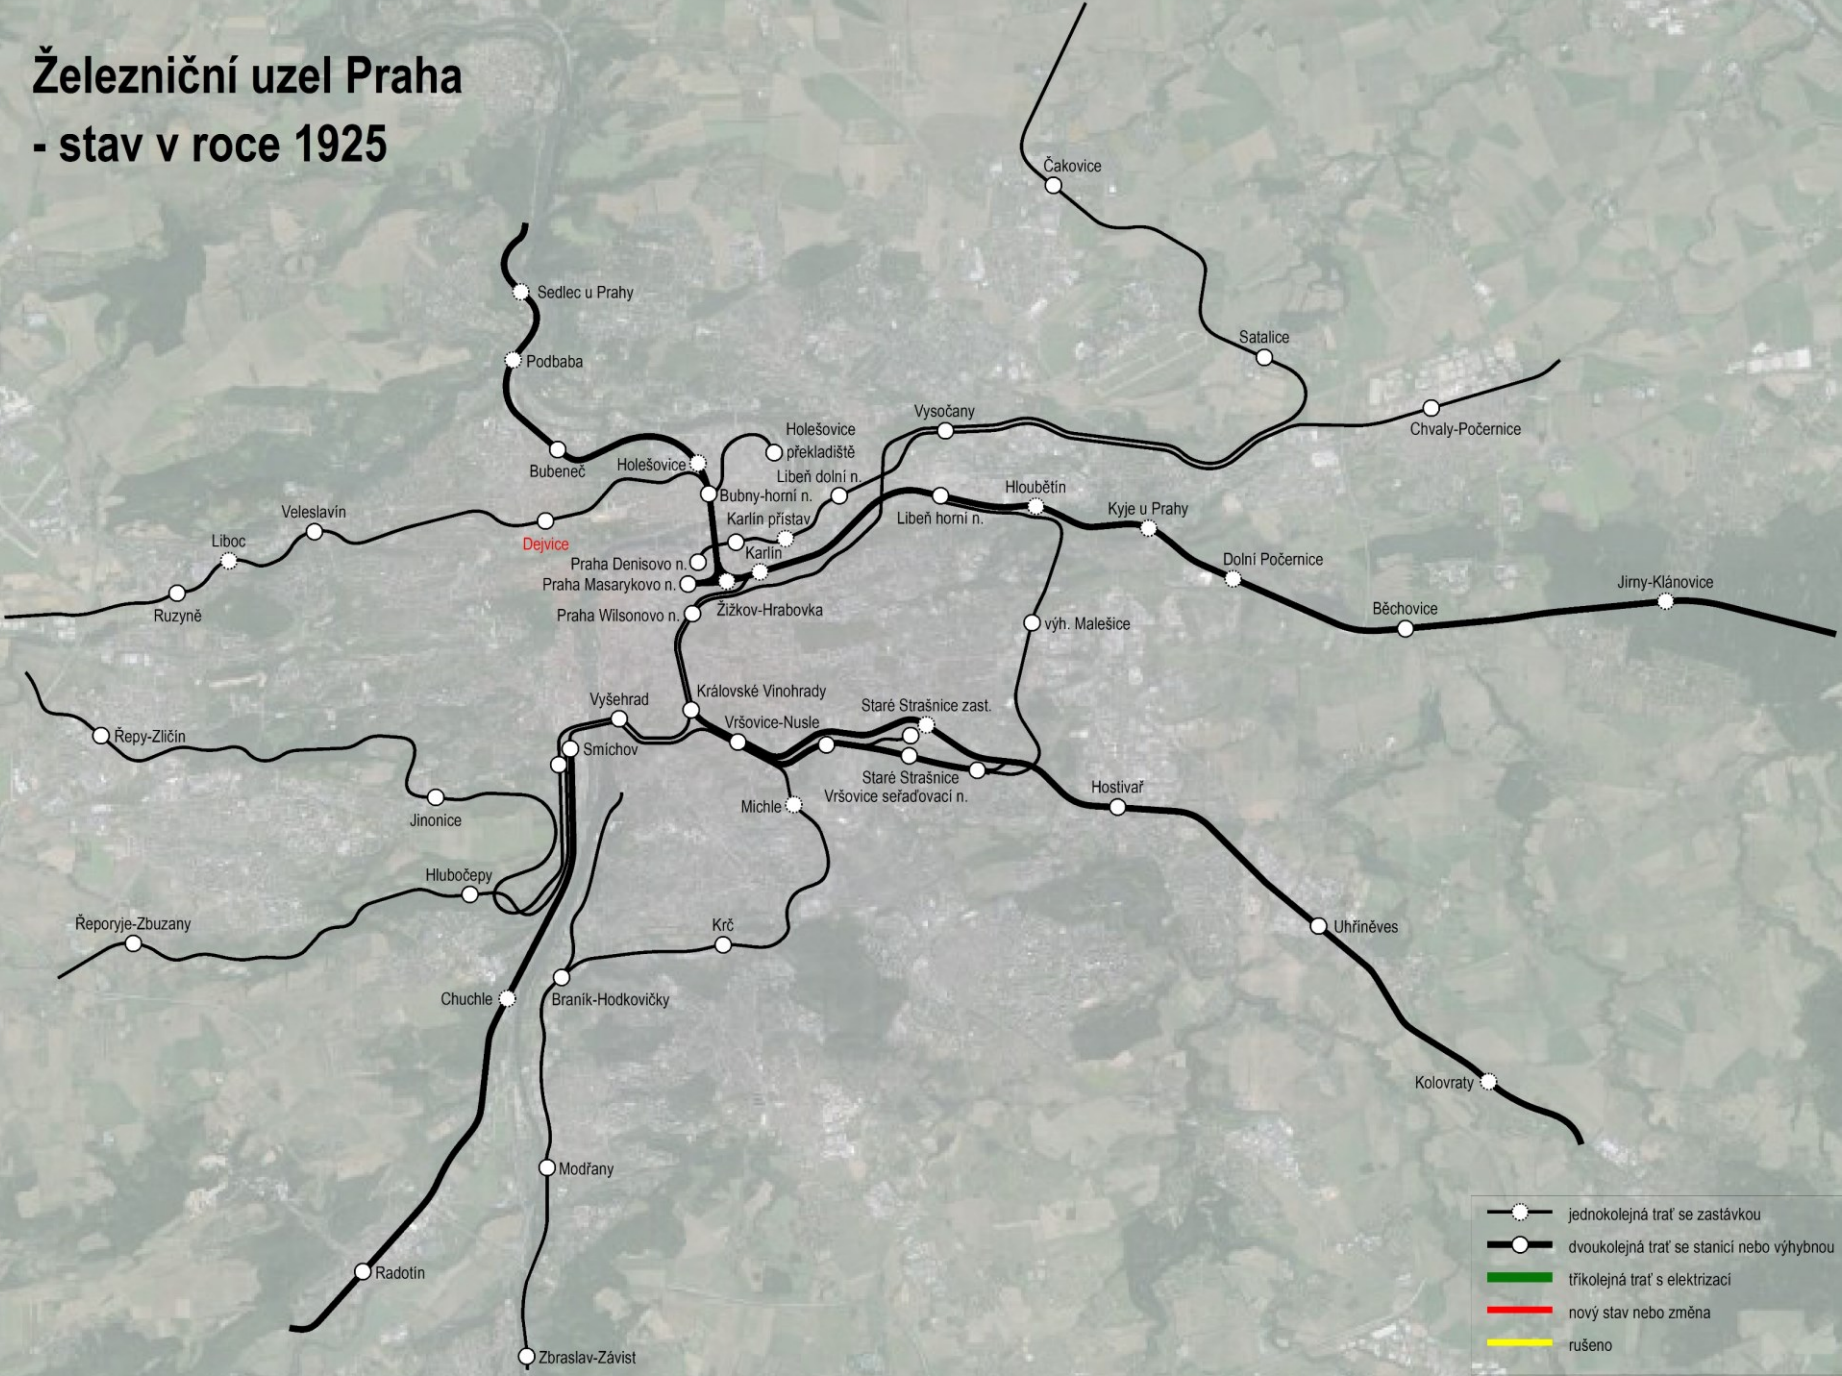 Železniční uzel Praha
- stav v roce 1925
Čakovice
Sedlec u Prahy
Satalice
Podbaba
Vysočany
Chvaly-Počernice
Holešovice
překladiště
Bubeneč
Holešovice
Libeň dolní n.
Bubny-horní n.
Hloubětín
Veleslavín
Karlín přístav
Libeň horní n.
Kyje u Prahy
Liboc
Dejvice
Karlín
Praha Denisovo n.
Dolní Počernice
Praha Masarykovo n.
Jirny-Klánovice
Ruzyně
Praha Wilsonovo n.
Žižkov-Hrabovka
Běchovice
výh. Malešice
Vyšehrad
Královské Vinohrady
Staré Strašnice zast.
Vršovice-Nusle
Řepy-Zličín
Smíchov
Staré Strašnice
Vršovice seřaďovací n.
Hostivař
Michle
Jinonice
Hlubočepy
Řeporyje-Zbuzany
Krč
Uhříněves
Chuchle
Braník-Hodkovičky
Kolovraty
Modřany
Radotín
Zbraslav-Závist
jednokolejná trať se zastávkou
dvoukolejná trať se stanicí nebo výhybnou
tříkolejná trať s elektrizací
nový stav nebo změna
rušeno